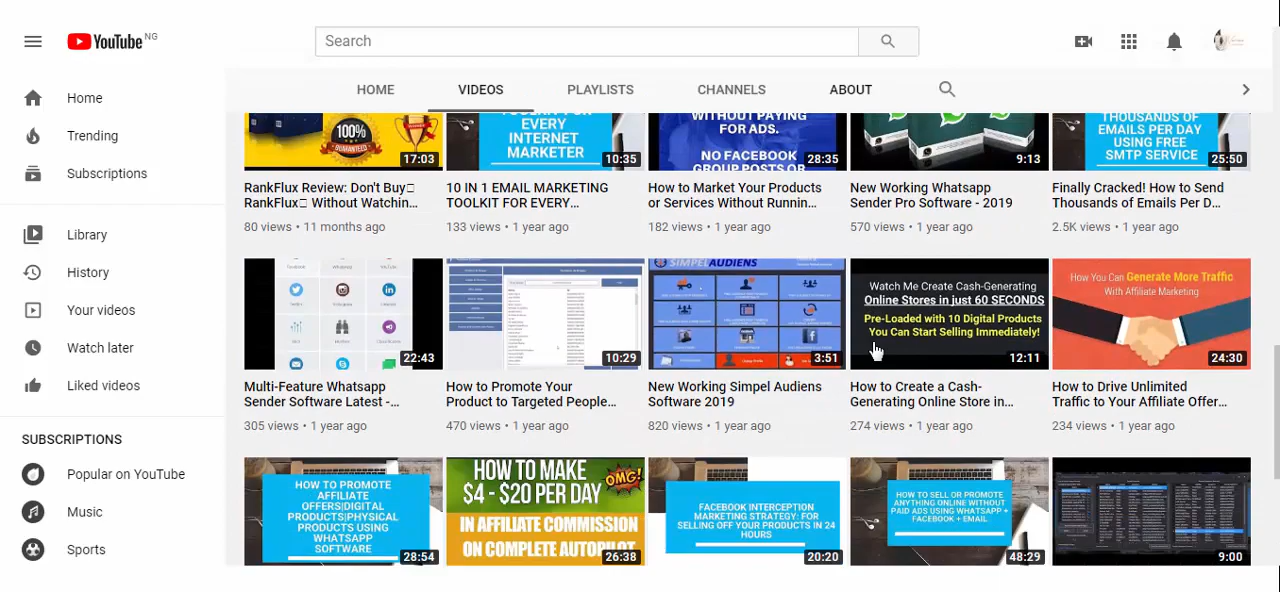 YouTube NG
Search
HOME VIDEOS PLAYLISTS CHANNELS ABOUT
Home
Trending
Subscriptions
Library
History
Your videos
Watch later
Liked videos
SUBSCRIPTIONS
Popular on YouTube
Music
Sports
100%
GUARANTEED
17:03
RankFlux Review: Don't Buy
RankFlux Without Watchin...
80 views • 11 months ago
EVERY
INTERNET
MARKETER
10:35
10 IN 1 EMAIL MARKETING
TOOLKIT FOR EVERY...
133 views • 1 year ago
WITHOUT PAYING
FOR ADS.
NO FACEBOOK
GROUP POSTS OR
28:35
How to Market Your Products
or Services Without Runnin...
182 views • 1 year ago
9:13
New Working Whatsapp
Sender Pro Software - 2019
570 views • 1 year ago
THOUSANDS OF
EMAILS PER DAY
USING FREE
SMTP SERVICE
25:50
Finally Cracked! How to Send
Thousands of Emails Per D...
2.5K views • 1 year ago
22:43
Multi-Feature Whatsapp
Sender Software Latest -...
305 views • 1 year ago
10:29
How to Promote Your
Product to Targeted People...
470 views • 1 year ago
SIMPEL AUDIENS
3:51
New Working Simpel Audiens
Software 2019
820 views • 1 year ago
Watch Me Create Cash-Generating
Online Stores in just 60 SECONDS
Pre-Loaded with 10 Digital Products
You Can Start Selling Immediately!
12:11
How to Create a Cash-
Generating Online Store in...
274 views • 1 year ago
How You Can Generate More Traffic
With Affiliate Marketing
24:30
How to Drive Unlimited
Traffic to Your Affiliate Offer...
234 views • 1 year ago
HOW TO PROMOTE
AFFILIATE
OFFERS|DIGITAL
PRODUCTS|PHYSICAL
PRODUCTS USING
WHATSAPP
SOFTWARE
28:54
HOW TO MAKE
$4 - $20 PER DAY
OMG!
IN AFFILIATE COMMISSION
ON COMPLETE AUTOPILOT
26:38
FACEBOOK INTERCEPTION
MARKETING STRATEGY: FOR
SELLING OFF YOUR PRODUCTS IN 24
HOURS
20:20
HOW TO SELL OR PROMOTE
ANYTHING ONLINE WITHOUT
PAID ADS USING WHATSAPP +
FACEBOOK + EMAIL
48:29
9:00